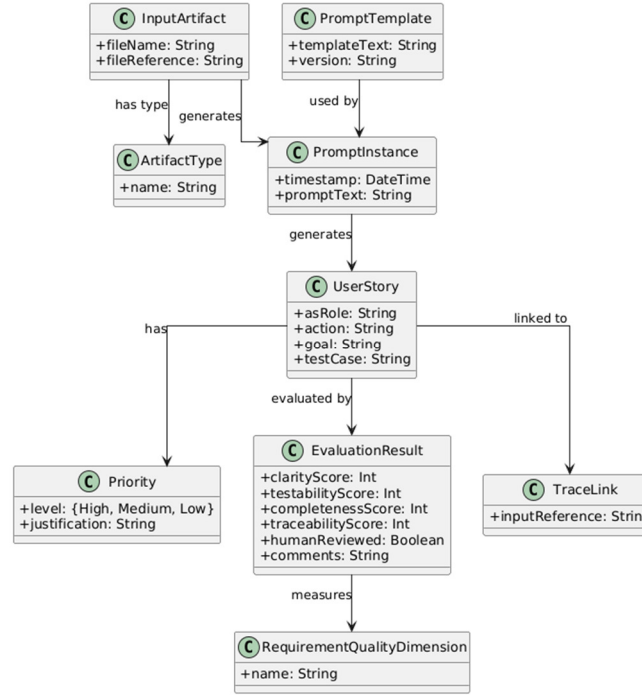 C InputArtifact
+fileName: String
+fileReference: String
C PromptTemplate
+templateText: String
+version: String
has type
generates
used by
C ArtifactType
+name: String
C PromptInstance
+timestamp: DateTime
+promptText: String
generates
C UserStory
+asRole: String
+action: String
+goal: String
+testCase: String
has
evaluated by
linked to
C Priority
+level: {High, Medium, Low}
+justification: String
C EvaluationResult
+clarityScore: Int
+testabilityScore: Int
+completenessScore: Int
+traceabilityScore: Int
+humanReviewed: Boolean
+comments: String
C TraceLink
+inputReference: Strin
measures
C RequirementQualityDimension
+name: String